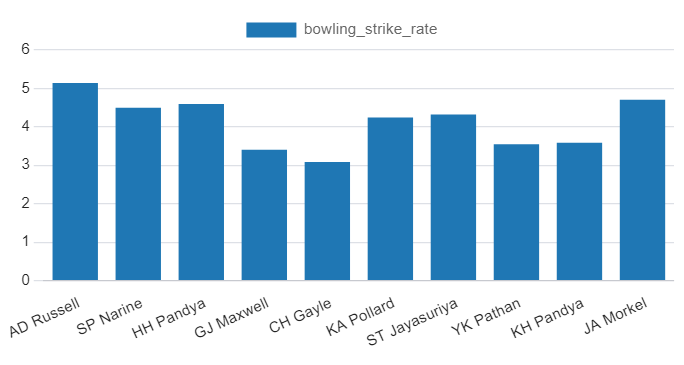 bowling_strike_rate
6
5
4
3
2
1
0
AD Russell
SP Narine
HH Pandya
GJ Maxwell
CH Gayle
KA Pollard
ST Jayasuriya
YK Pathan
KH Pandya
JA Morkel